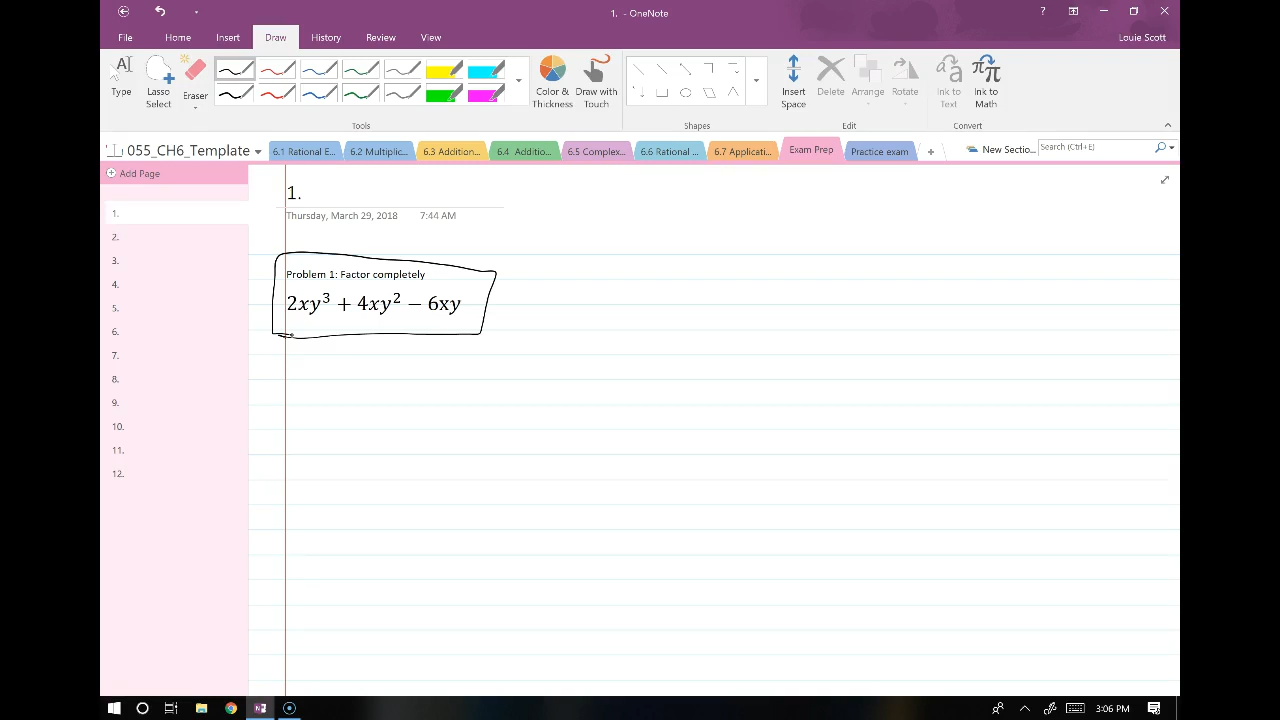 1. - OneNote
?
File Home Insert Draw History Review View
Louie Scott
Type
Lasso Select
Eraser
Color & Thickness
Draw with Touch
Insert Space
Delete
Arrange
Rotate
Ink to Text
Ink to Math
Tools
Shapes
Edit
Convert
055_CH6_Template
6.1 Rational E...
6.2 Multiplic...
6.3 Addition...
6.4 Additio...
6.5 Complex...
6.6 Rational ...
6.7 Applicati...
Exam Prep
Practice exam
+
New Sectio...
Search (Ctrl+E)
Add Page
1.
2.
3.
4.
5.
6.
7.
8.
9.
10.
11.
12.
1.
Thursday, March 29, 2018 7:44 AM
Problem 1: Factor completely
2xy³ + 4xy² − 6xy
3:06 PM